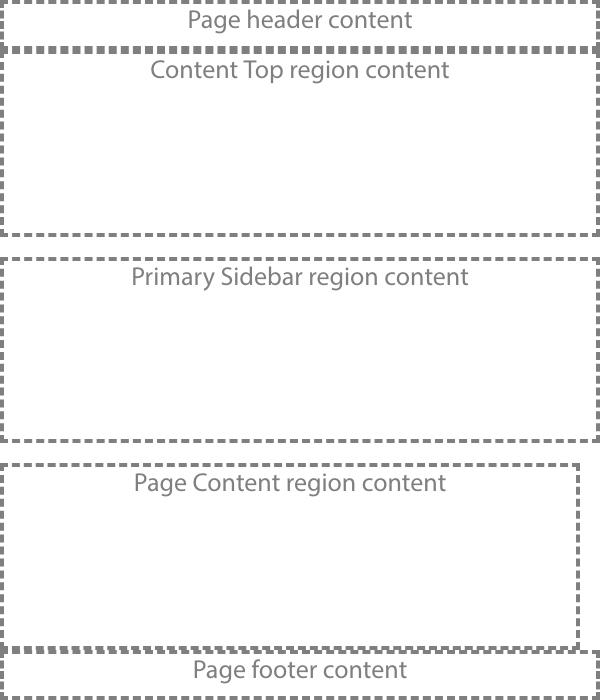 Page header content
Content Top region content
Primary Sidebar region content
Page Content region content
Page footer content